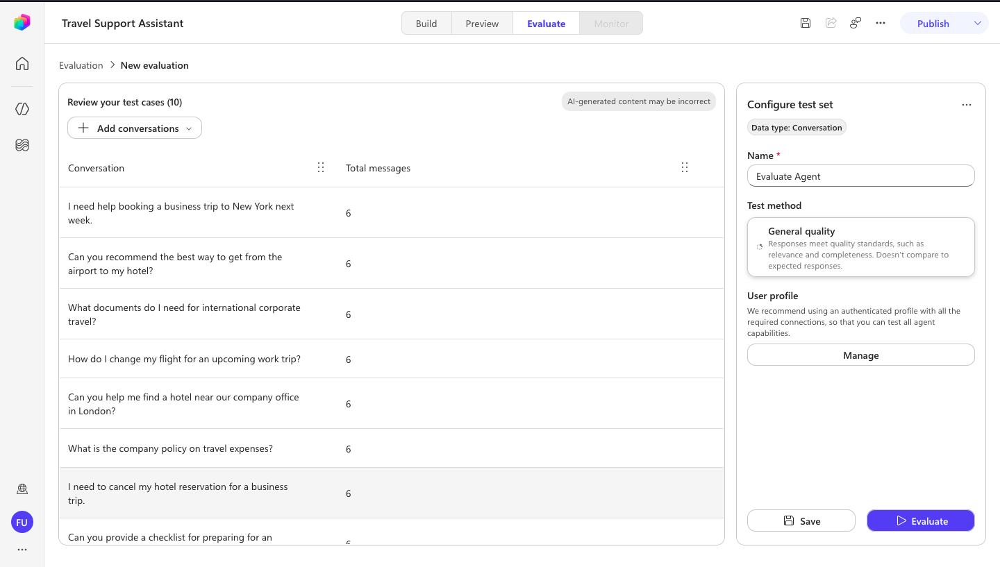 Travel Support Assistant
Build
Preview
Evaluate
Monitor
Publish
Evaluation
New evaluation
Review your test cases (10)
AI-generated content may be incorrect
Add conversations
Conversation
Total messages
I need help booking a business trip to New York next
week.
6
Can you recommend the best way to get from the
airport to my hotel?
6
What documents do I need for international corporate
travel?
6
How do I change my flight for an upcoming work trip?
6
Can you help me find a hotel near our company office
in London?
6
What is the company policy on travel expenses?
6
I need to cancel my hotel reservation for a business
trip.
6
Can you provide a checklist for preparing for an
Configure test set
Data type: Conversation
Name *
Evaluate Agent
Test method
General quality
Responses meet quality standards, such as
relevance and completeness. Doesn't compare to
expected responses.
User profile
We recommend using an authenticated profile with all the
required connections, so that you can test all agent
capabilities.
Manage
Save
Evaluate
FU